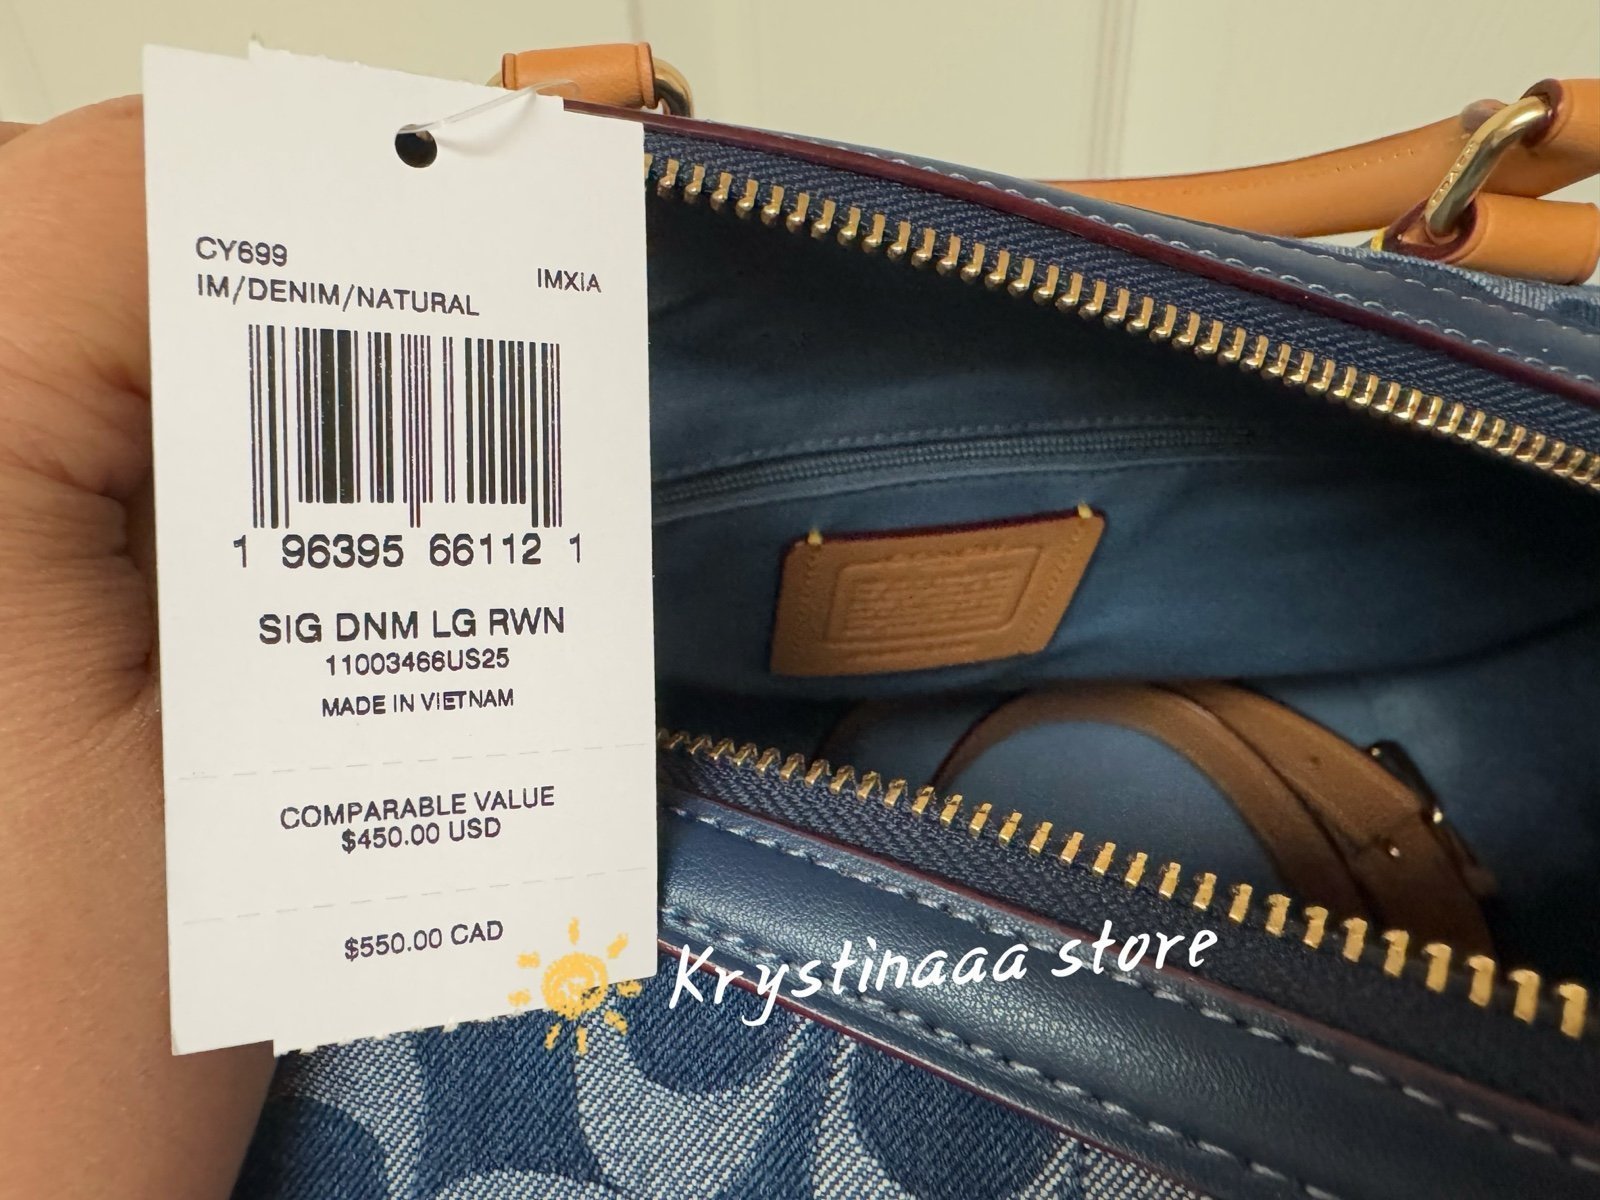 CY699
IM/DENIM/NATURAL
IMXIA
1 96395 66112 1
SIG DNM LG RWN
11003466US25
MADE IN VIETNAM
COMPARABLE VALUE
$450.00 USD
$550.00 CAD
Krystinaaa store